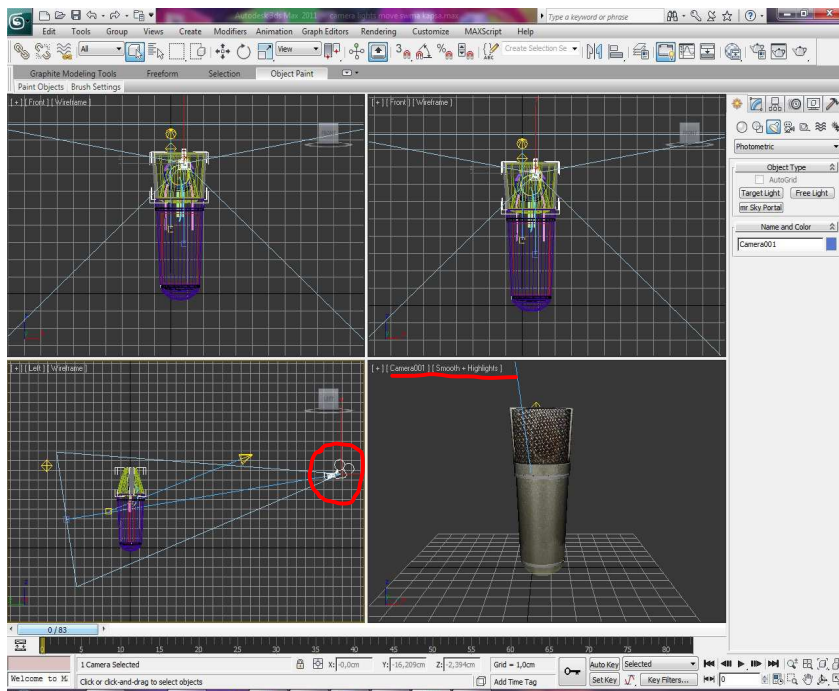 Autodesk 3ds Max 2011
Type a keyword or phrase
Edit Tools Group Views Create Modifiers Animation Graph Editors Rendering Customize MAXScript Help
All View Create Selection Se
Graphite Modeling Tools Freeform Selection Object Paint
Paint Objects Brush Settings
[ + ] [ Front ] [ Wireframe ]
[ + ] [ Front ] [ Wireframe ]
Photometric
Object Type
AutoGrid
Target Light Free Light
mr Sky Portal
Name and Color
Camera001
[ + ] [ Left ] [ Wireframe ]
[ + ] [ Camera001 ] [ Smooth + Highlights ]
0 / 83
0 5 10 15 20 25 30 35 40 45 50 55 60 65 70 75 80
1 Camera Selected X: -0,0cm Y: -16,209cm Z: -2,394cm Grid = 1,0cm Auto Key Selected
Welcome to M Click or click-and-drag to select objects Add Time Tag Set Key Key Filters... 0